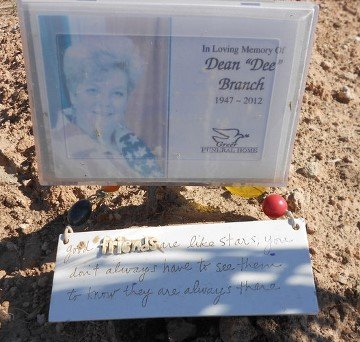 In Loving Memory Of
Dean "Dee"
Branch
1947 ~ 2012
Greer
FUNERAL HOME
good friends are like stars, you
don't always have to see them
to know they are always there